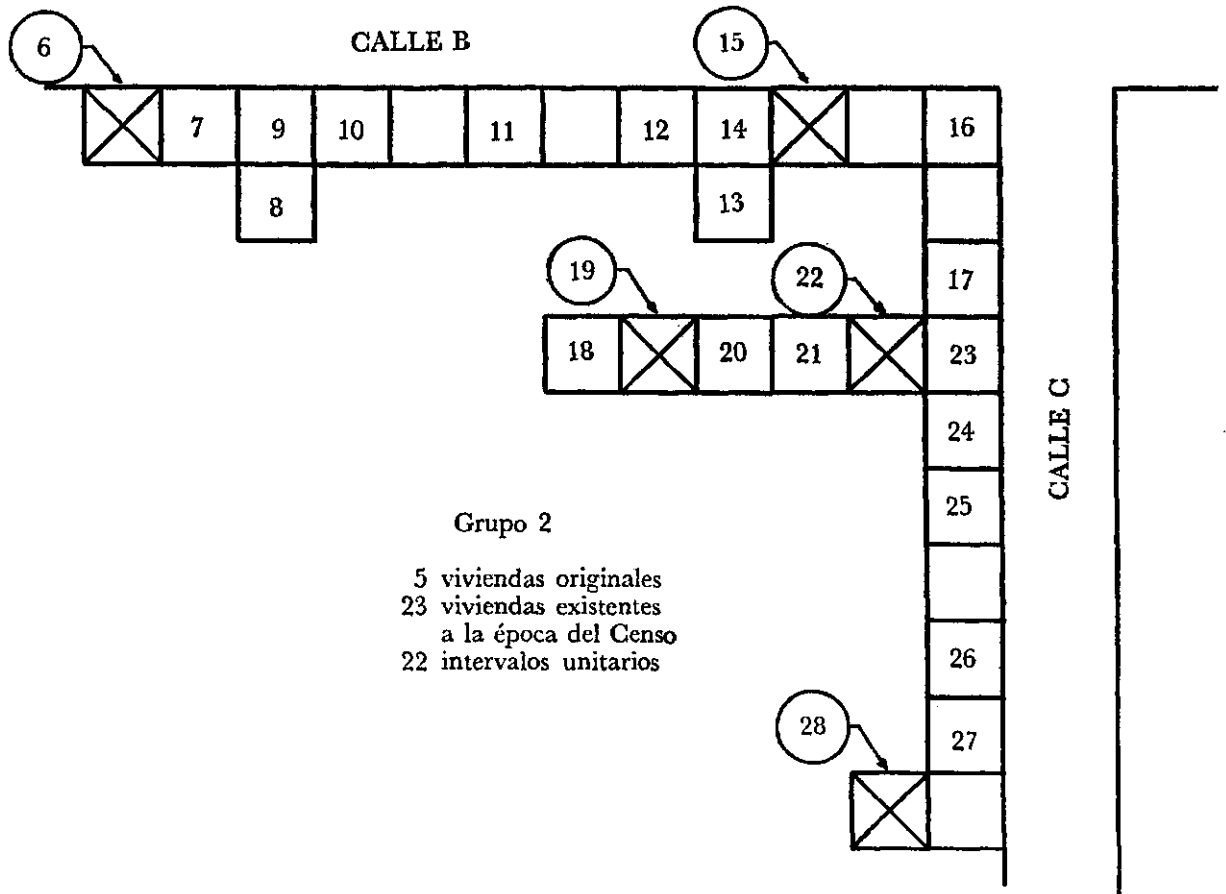 6
CALLE B
15
7 9 10 11 12 14 16
8 13
19 22 17
18 20 21 23
24
CALLE C
25
Grupo 2
5 viviendas originales
23 viviendas existentes
a la época del Censo
22 intervalos unitarios
26
28 27